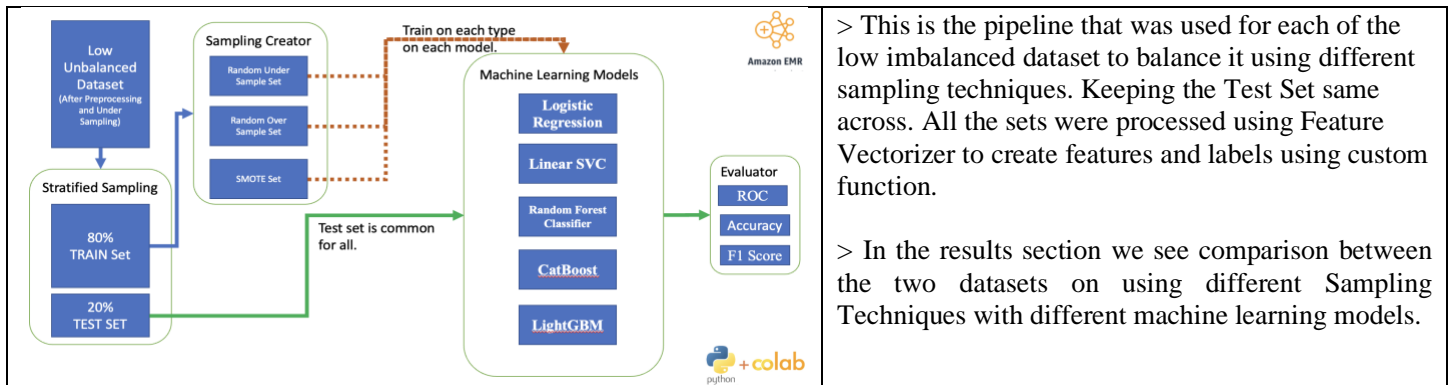 Low
Unbalanced
Dataset
(After Preprocessing
and Under
Sampling)
Stratified Sampling
80%
TRAIN Set
20%
TEST SET
Sampling Creator
Random Under
Sample Set
Random Over
Sample Set
SMOTE Set
Train on each type
on each model.
Test set is common
for all.
Machine Learning Models
Logistic
Regression
Linear SVC
Random Forest
Classifier
CatBoost
LightGBM
Amazon EMR
Evaluator
ROC
Accuracy
F1 Score
python
+ colab
> This is the pipeline that was used for each of the
low imbalanced dataset to balance it using different
sampling techniques. Keeping the Test Set same
across. All the sets were processed using Feature
Vectorizer to create features and labels using custom
function.
> In the results section we see comparison between
the two datasets on using different Sampling
Techniques with different machine learning models.